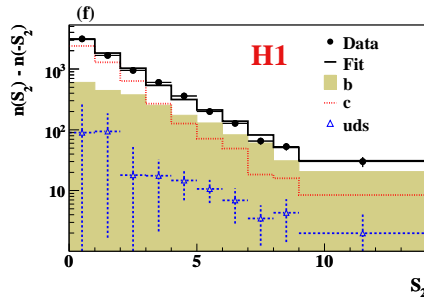 (f)
H1
Data
Fit
b
c
uds
n(S₂) - n(-S₂)
10³
10²
10
0 5 10
S₂